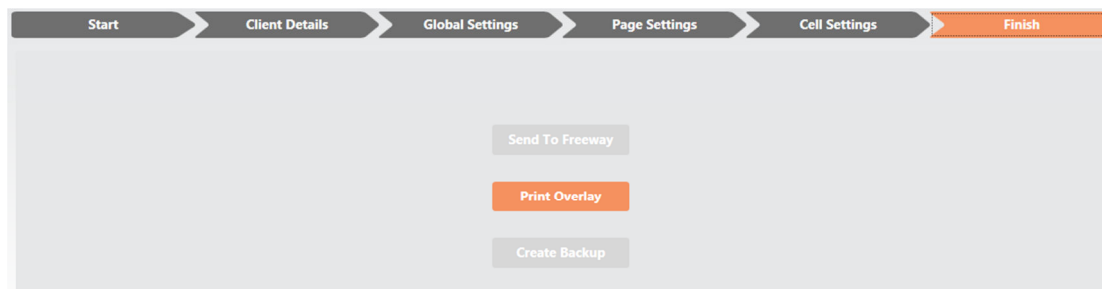 Start Client Details Global Settings Page Settings Cell Settings Finish
Send To Freeway
Print Overlay
Create Backup